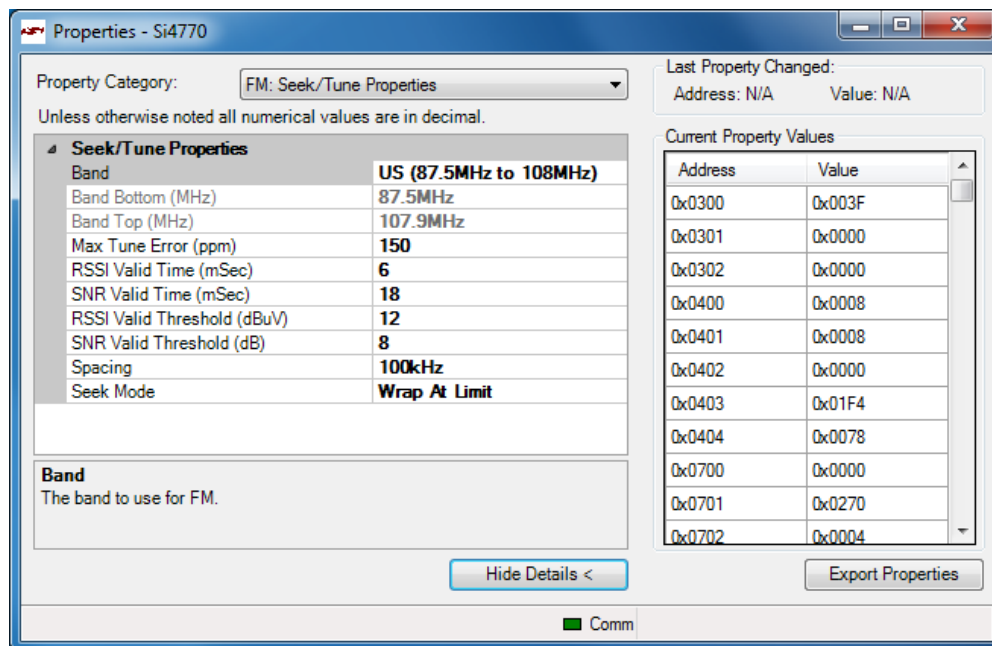 Properties - Si4770
Property Category: FM: Seek/Tune Properties
Unless otherwise noted all numerical values are in decimal.
Seek/Tune Properties
Band US (87.5MHz to 108MHz)
Band Bottom (MHz) 87.5MHz
Band Top (MHz) 107.9MHz
Max Tune Error (ppm) 150
RSSI Valid Time (mSec) 6
SNR Valid Time (mSec) 18
RSSI Valid Threshold (dBuV) 12
SNR Valid Threshold (dB) 8
Spacing 100kHz
Seek Mode Wrap At Limit
Band
The band to use for FM.
Hide Details <
Last Property Changed:
Address: N/A Value: N/A
Current Property Values
Address Value
0x0300 0x003F
0x0301 0x0000
0x0302 0x0000
0x0400 0x0008
0x0401 0x0008
0x0402 0x0000
0x0403 0x01F4
0x0404 0x0078
0x0700 0x0000
0x0701 0x0270
0x0702 0x0004
Export Properties
Comm